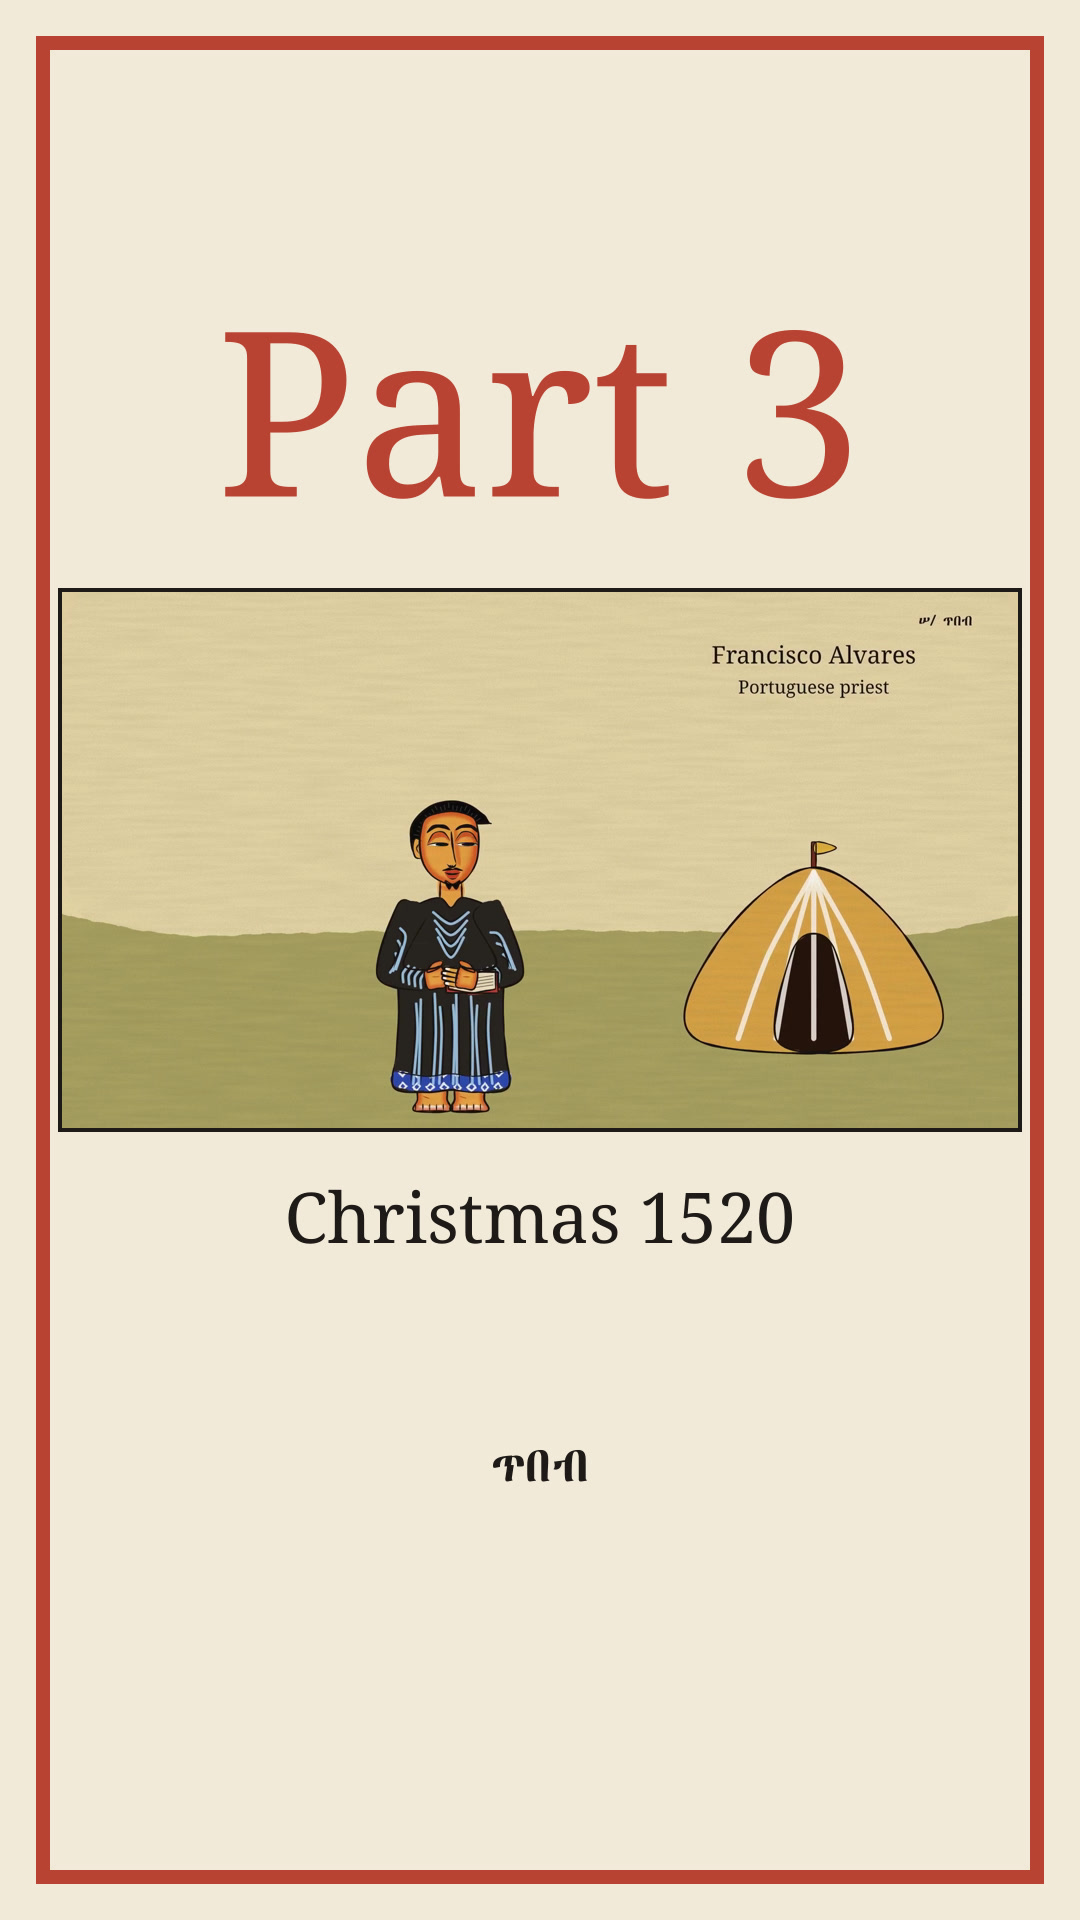 Part 3
ሠ/ ጥበብ
Francisco Alvares
Portuguese priest
Christmas 1520
ጥበብ